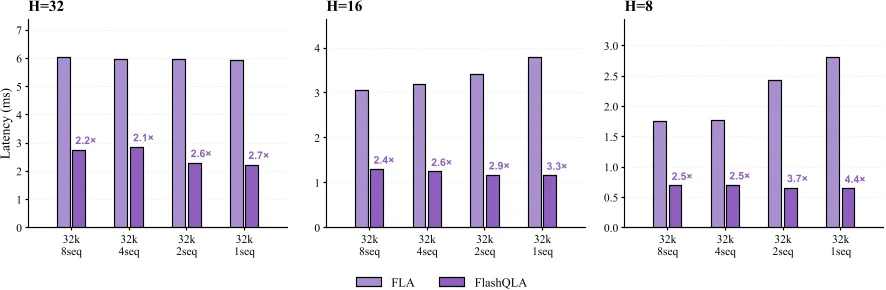 H=32
H=16
H=8
Latency (ms)
7
6
5
4
3
2
1
0
2.2×
2.1×
2.6×
2.7×
32k 32k 32k 32k
8seq 4seq 2seq 1seq
4
3
2
1
0
2.4×
2.6×
2.9×
3.3×
32k 32k 32k 32k
8seq 4seq 2seq 1seq
3.0
2.5
2.0
1.5
1.0
0.5
0.0
2.5×
2.5×
3.7×
4.4×
32k 32k 32k 32k
8seq 4seq 2seq 1seq
FLA
FlashQLA